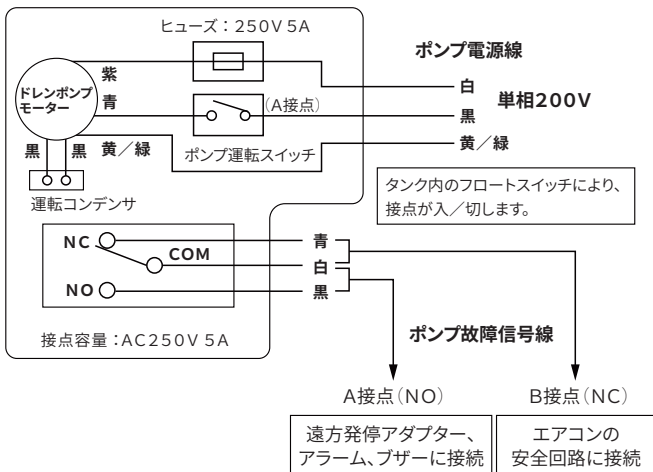 ヒューズ：250V 5A
ポンプ電源線
紫
ドレンポンプ
モーター
白
単相200V
青
(A接点)
黒
黒 黒 黄／緑
ポンプ運転スイッチ
黄／緑
運転コンデンサ
タンク内のフロートスイッチにより、
接点が入／切します。
NC
COM
NO
青
白
黒
接点容量：AC250V 5A
ポンプ故障信号線
A接点(NO)
B接点(NC)
遠方発停アダプター、
アラーム、ブザーに接続
エアコンの
安全回路に接続